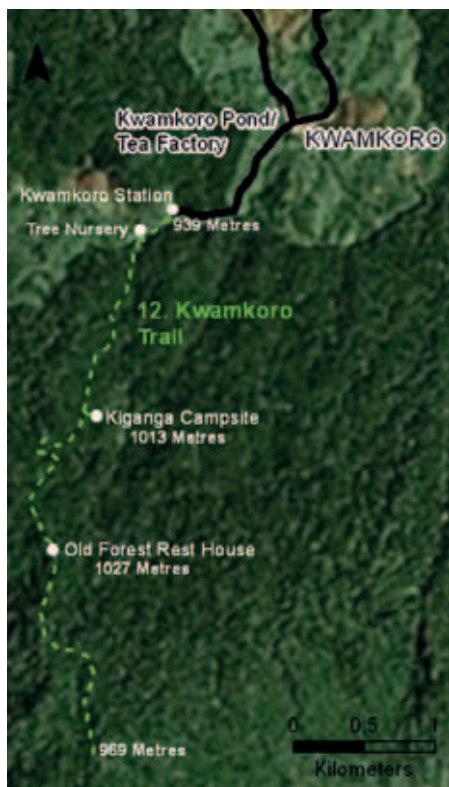 Kwamkoro Pond/
Tea Factory
KWAMKORO
Kwamkoro Station
939 Metres
Tree Nursery
12. Kwamkoro
Trail
Kiganga Campsite
1013 Metres
Old Forest Rest House
1027 Metres
969 Metres
0 0.5 1
Kilometers